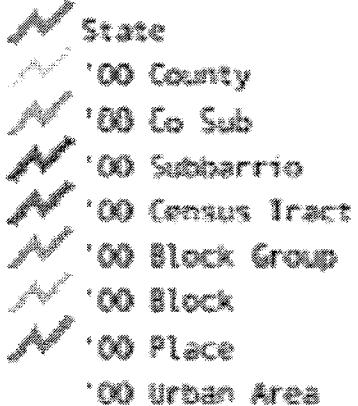 State
'00 County
'00 Co Sub
'00 Subbarrio
'00 Census Tract
'00 Block Group
'00 Block
'00 Place
'00 Urban Area